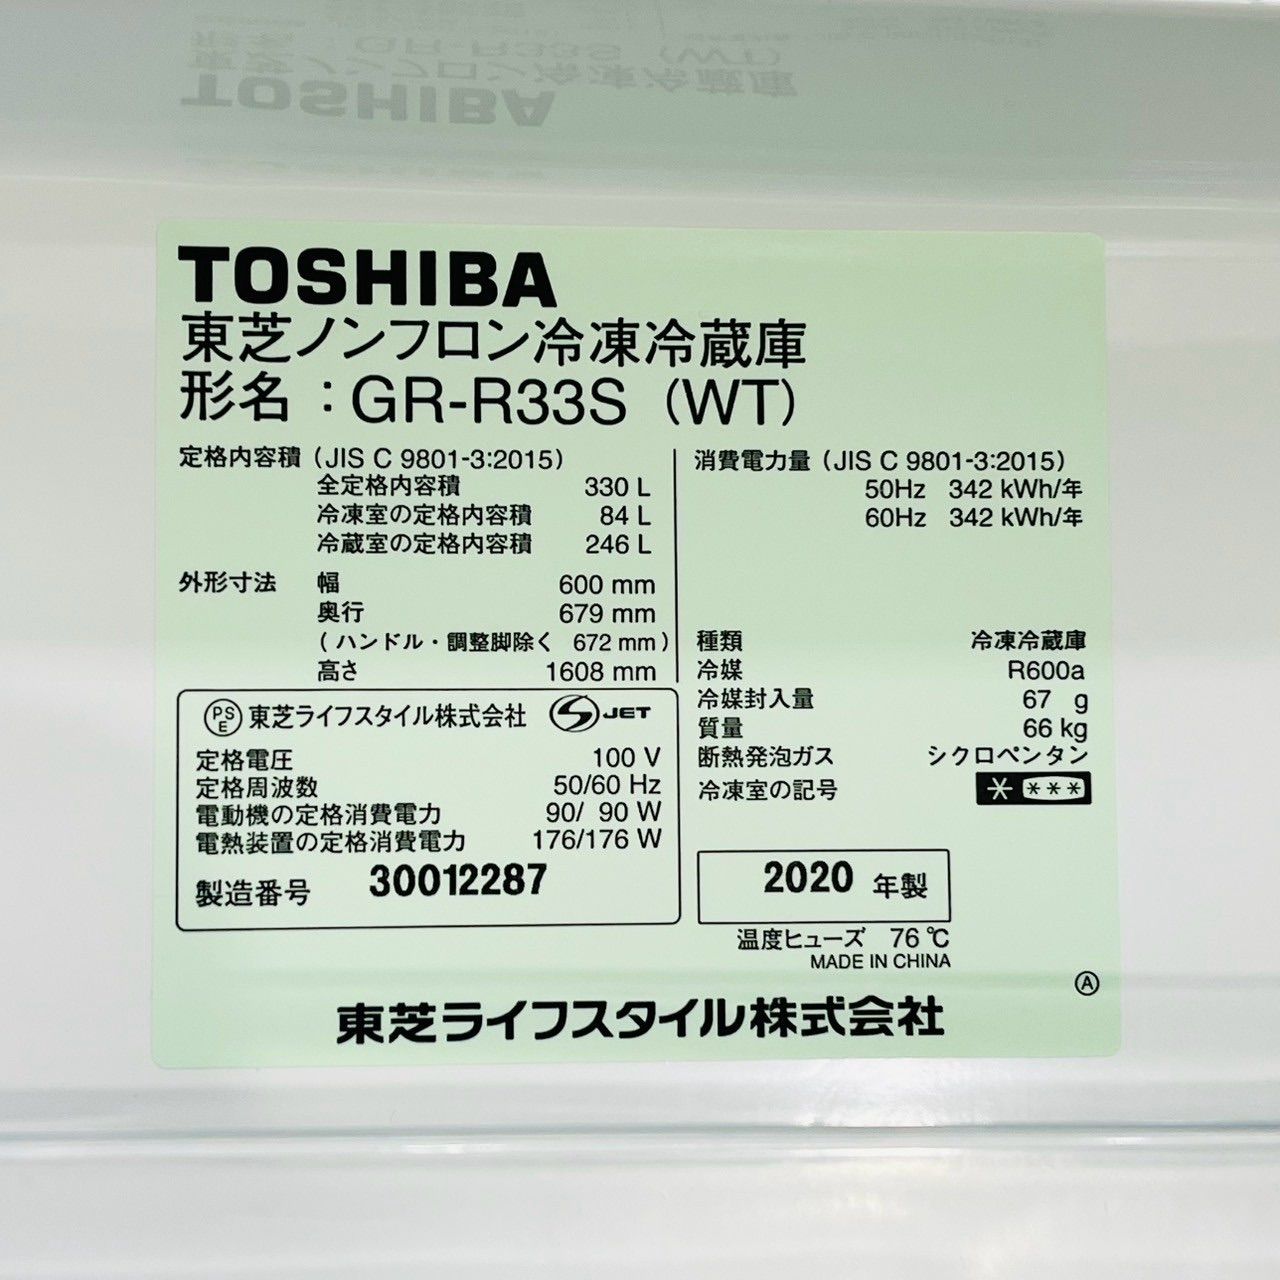 TOSHIBA
東芝ノンフロン冷凍冷蔵庫
形名：GR-R33S (WT)
定格内容積 (JIS C 9801-3:2015)
全定格内容積 330 L
冷凍室の定格内容積 84 L
冷蔵室の定格内容積 246 L
外形寸法 幅 600 mm
奥行 679 mm
(ハンドル・調整脚除く 672 mm)
高さ 1608 mm
PSE 東芝ライフスタイル株式会社 S JET
定格電圧 100 V
定格周波数 50/60 Hz
電動機の定格消費電力 90/ 90 W
電熱装置の定格消費電力 176/176 W
製造番号 30012287
消費電力量 (JIS C 9801-3:2015)
50Hz 342 kWh/年
60Hz 342 kWh/年
種類 冷凍冷蔵庫
冷媒 R600a
冷媒封入量 67 g
質量 66 kg
断熱発泡ガス シクロペンタン
冷凍室の記号 * ***
2020 年製
温度ヒューズ 76 ℃
MADE IN CHINA
Ⓐ
東芝ライフスタイル株式会社